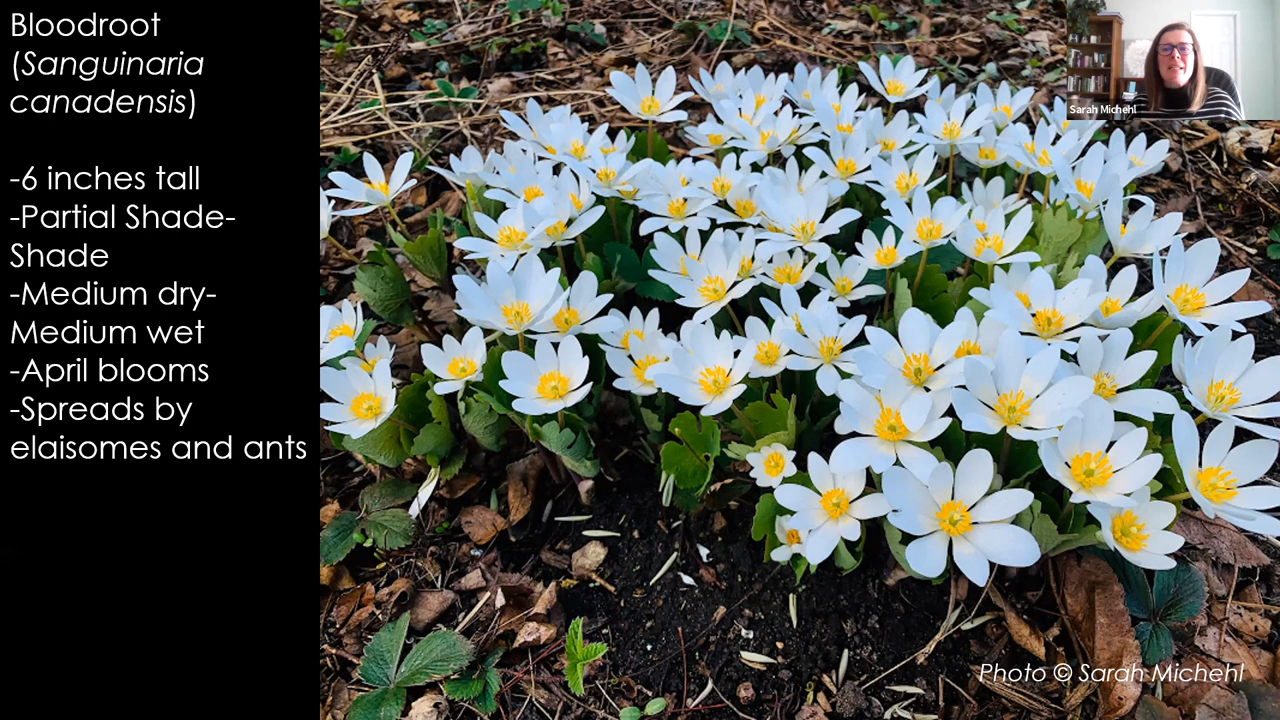 Bloodroot
(Sanguinaria
canadensis)
-6 inches tall
-Partial Shade-
Shade
-Medium dry-
Medium wet
-April blooms
-Spreads by
elaisomes and ants
Sarah Michehl
Photo © Sarah Michehl